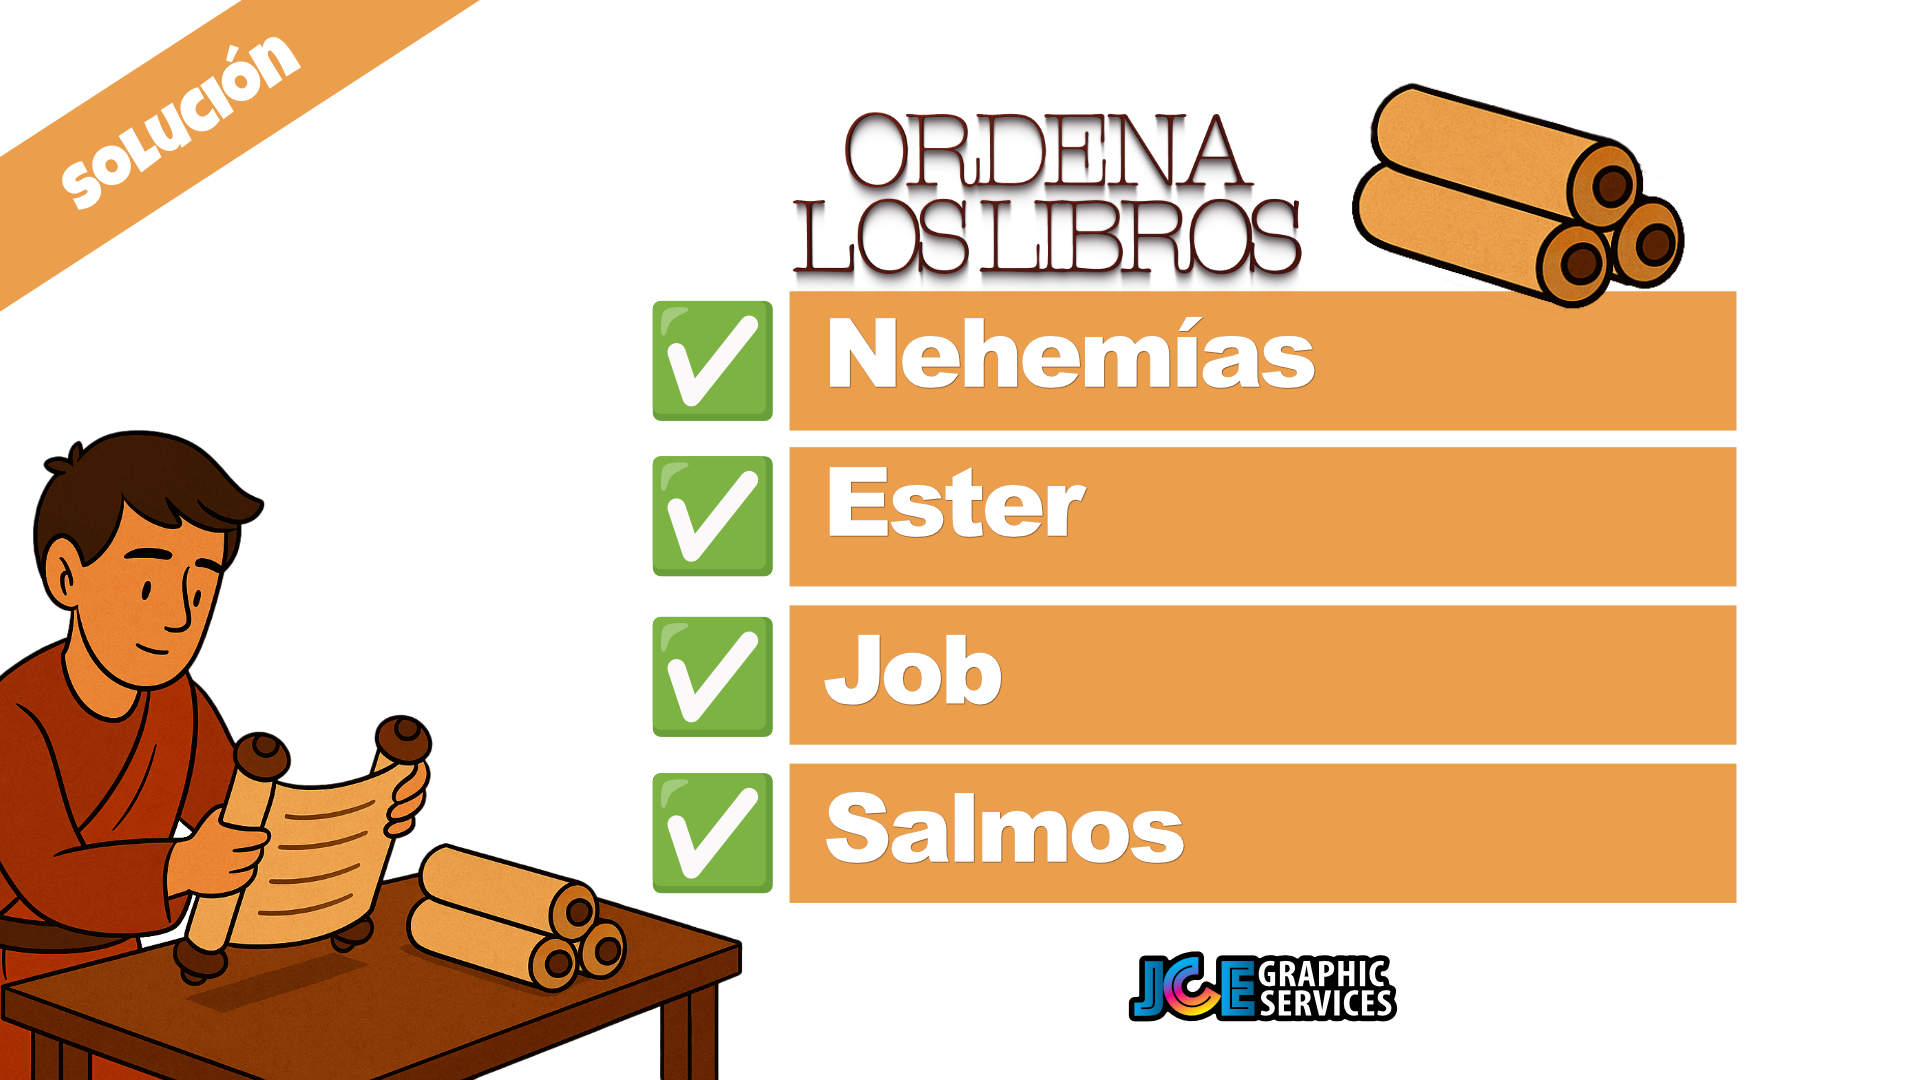 SOLUCIÓN
ORDENA
LOS LIBROS
Nehemías
Ester
Job
Salmos
JCE GRAPHIC
SERVICES